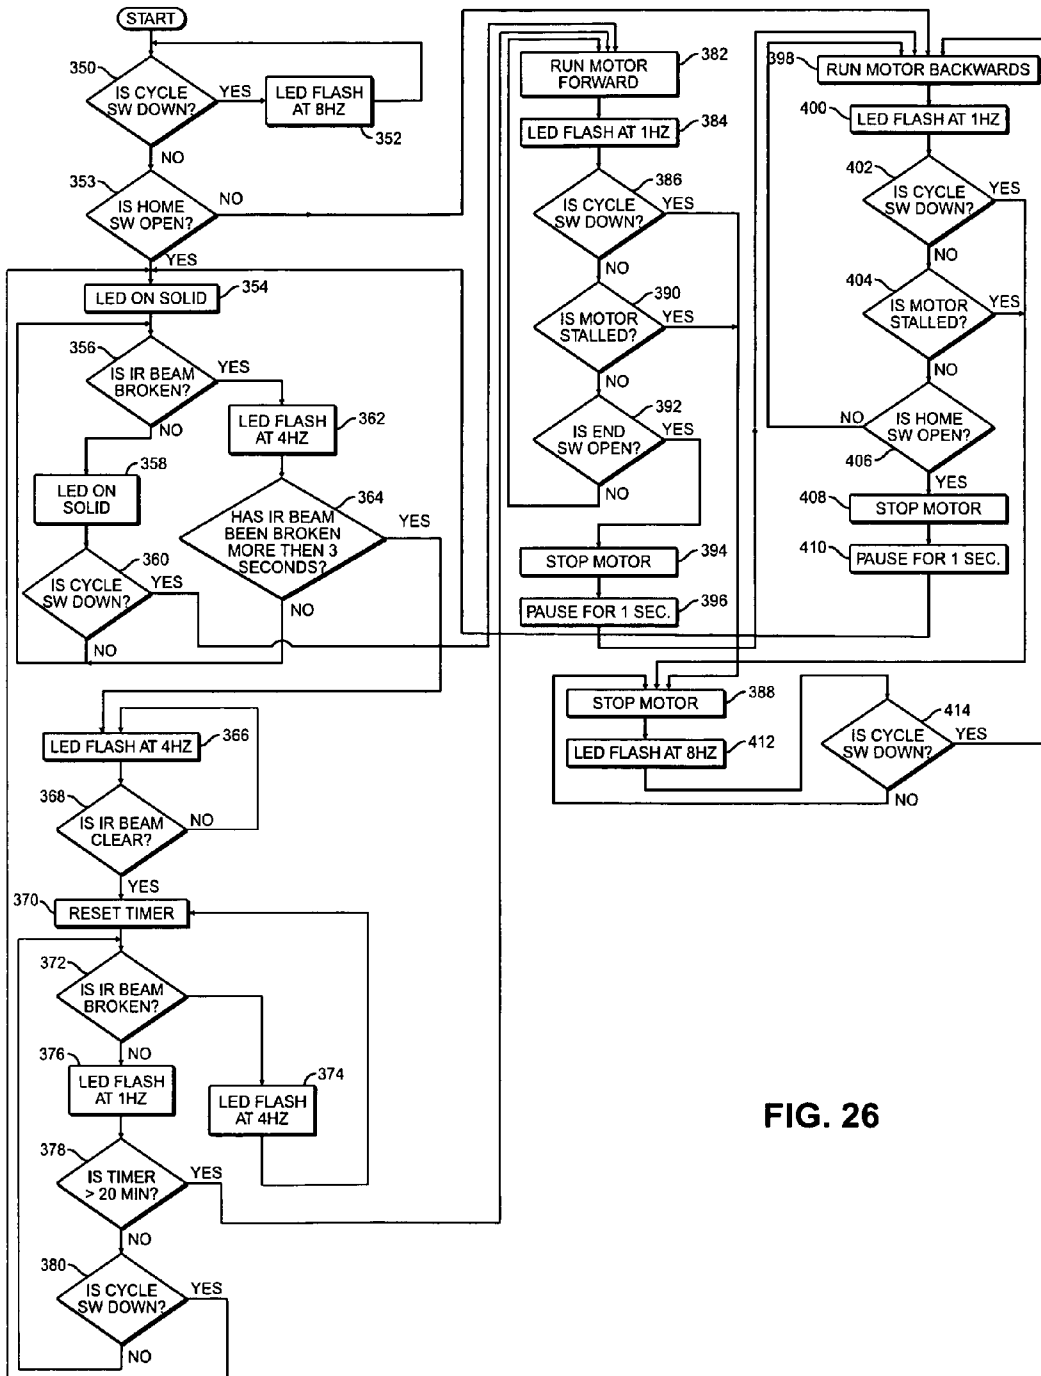 START
350
IS CYCLE
SW DOWN?
YES
LED FLASH
AT 8HZ
352
NO
353
IS HOME
SW OPEN?
NO
YES
LED ON SOLID
354
356
IS IR BEAM
BROKEN?
YES
NO
LED FLASH
AT 4HZ
362
358
LED ON
SOLID
364
HAS IR BEAM
BEEN BROKEN
MORE THEN 3
SECONDS?
YES
NO
360
IS CYCLE
SW DOWN?
YES
NO
LED FLASH AT 4HZ
366
368
IS IR BEAM
CLEAR?
NO
YES
370
RESET TIMER
372
IS IR BEAM
BROKEN?
NO
376
LED FLASH
AT 1HZ
374
LED FLASH
AT 4HZ
378
IS TIMER
> 20 MIN?
YES
NO
380
IS CYCLE
SW DOWN?
YES
NO
RUN MOTOR
FORWARD
382
LED FLASH AT 1HZ
384
386
IS CYCLE
SW DOWN?
YES
NO
390
IS MOTOR
STALLED?
YES
NO
392
IS END
SW OPEN?
YES
NO
STOP MOTOR
394
PAUSE FOR 1 SEC.
396
STOP MOTOR
388
LED FLASH AT 8HZ
412
398
RUN MOTOR BACKWARDS
400
LED FLASH AT 1HZ
402
IS CYCLE
SW DOWN?
YES
NO
404
IS MOTOR
STALLED?
YES
NO
NO
IS HOME
SW OPEN?
406
YES
408
STOP MOTOR
410
PAUSE FOR 1 SEC.
414
IS CYCLE
SW DOWN?
YES
NO
FIG. 26